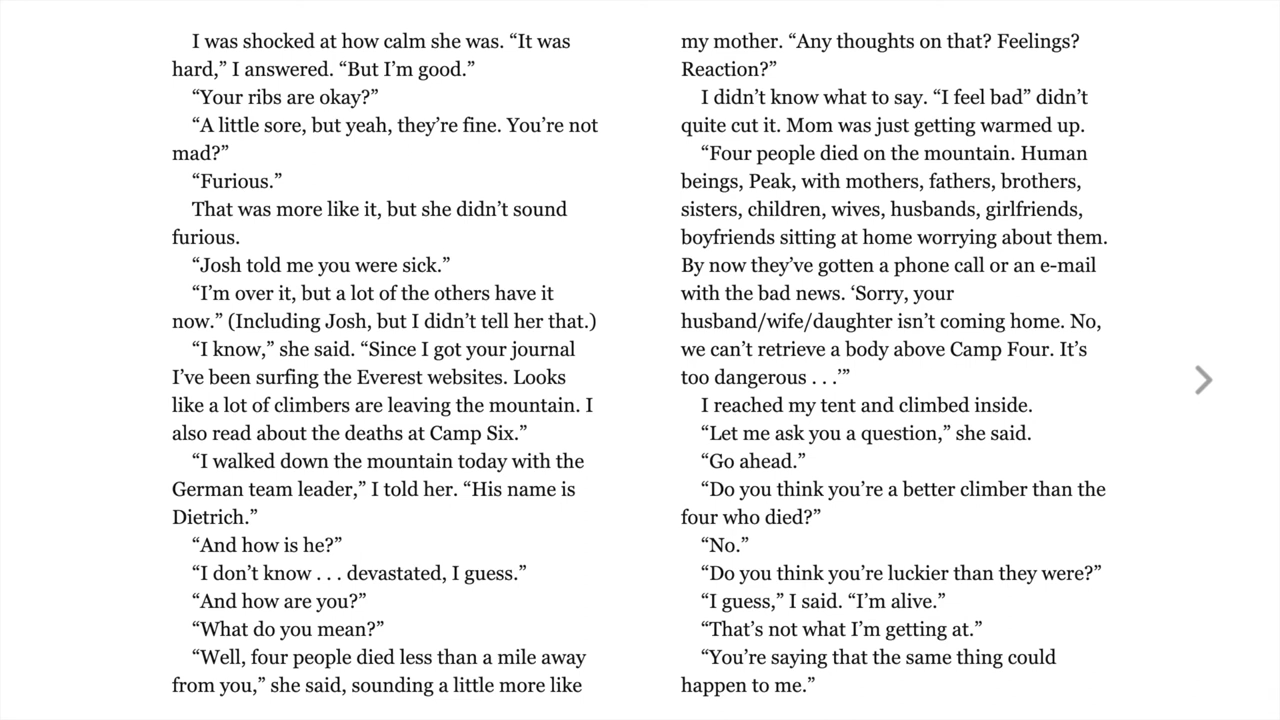 I was shocked at how calm she was. “It was
hard,” I answered. “But I’m good.”
“Your ribs are okay?”
“A little sore, but yeah, they’re fine. You’re not
mad?”
“Furious.”
That was more like it, but she didn’t sound
furious.
“Josh told me you were sick.”
“I’m over it, but a lot of the others have it
now.” (Including Josh, but I didn’t tell her that.)
“I know,” she said. “Since I got your journal
I’ve been surfing the Everest websites. Looks
like a lot of climbers are leaving the mountain. I
also read about the deaths at Camp Six.”
“I walked down the mountain today with the
German team leader,” I told her. “His name is
Dietrich.”
“And how is he?”
“I don’t know . . . devastated, I guess.”
“And how are you?”
“What do you mean?”
“Well, four people died less than a mile away
from you,” she said, sounding a little more like
my mother. “Any thoughts on that? Feelings?
Reaction?”
I didn’t know what to say. “I feel bad” didn’t
quite cut it. Mom was just getting warmed up.
“Four people died on the mountain. Human
beings, Peak, with mothers, fathers, brothers,
sisters, children, wives, husbands, girlfriends,
boyfriends sitting at home worrying about them.
By now they’ve gotten a phone call or an e-mail
with the bad news. ‘Sorry, your
husband/wife/daughter isn’t coming home. No,
we can’t retrieve a body above Camp Four. It’s
too dangerous . . .’”
I reached my tent and climbed inside.
“Let me ask you a question,” she said.
“Go ahead.”
“Do you think you’re a better climber than the
four who died?”
“No.”
“Do you think you’re luckier than they were?”
“I guess,” I said. “I’m alive.”
“That’s not what I’m getting at.”
“You’re saying that the same thing could
happen to me.”